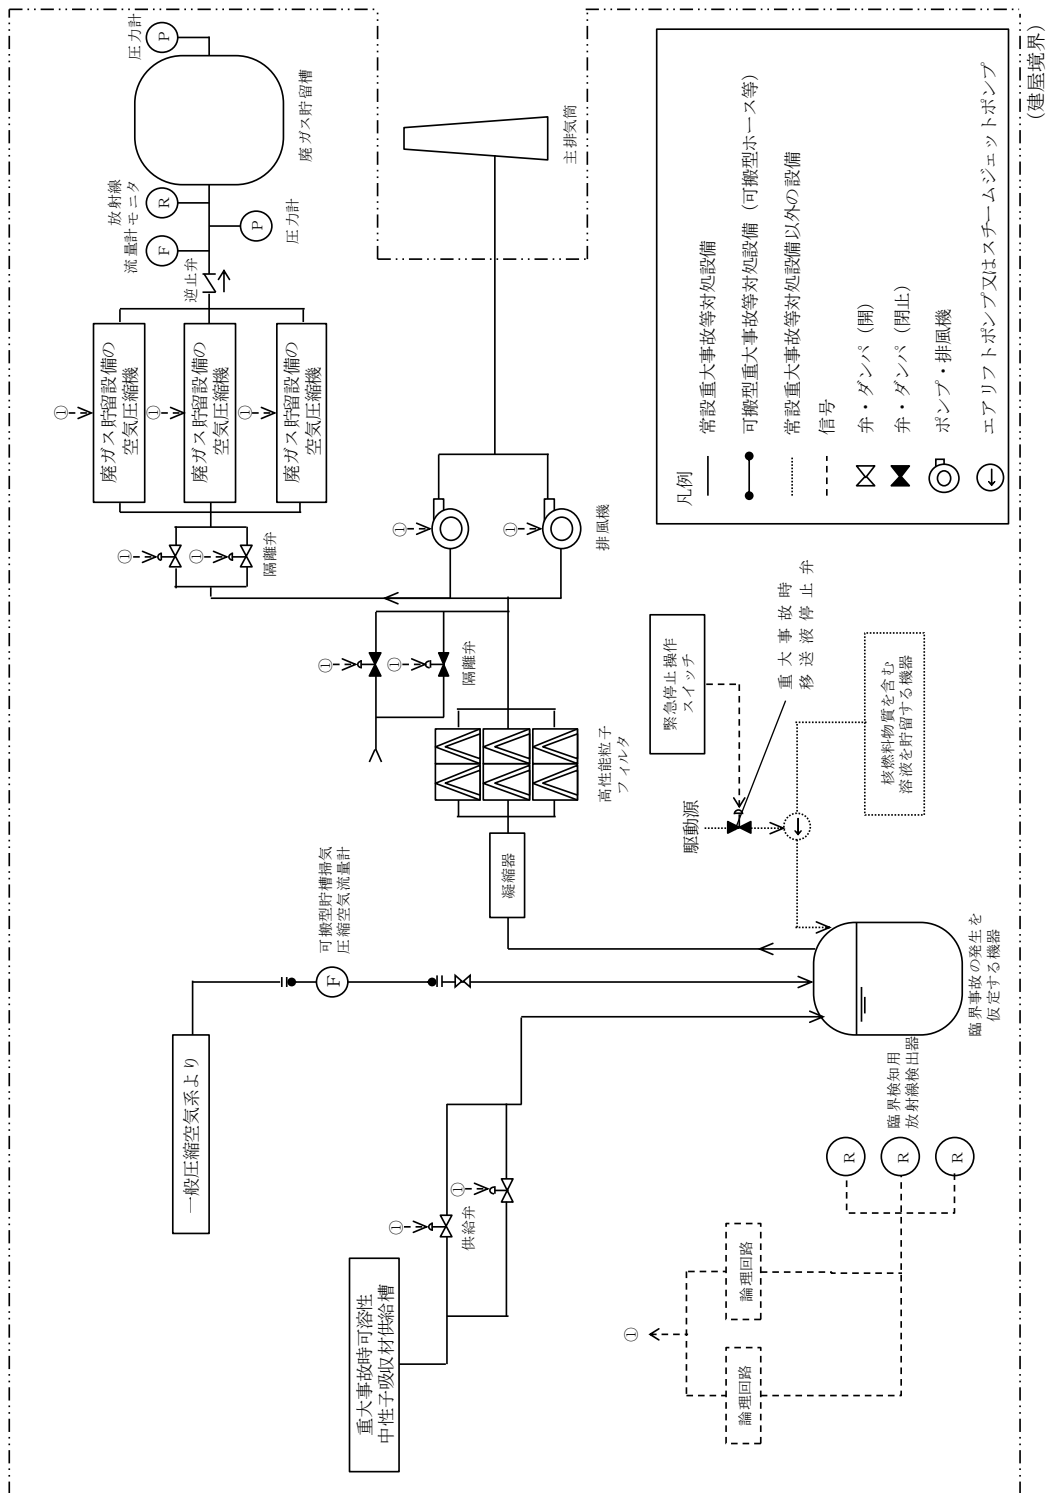 重大事故時可溶性
中性子吸収材供給槽
一般圧縮空気系より
①
供給弁
①
可搬型貯槽掃気
圧縮空気流量計
F
①
論理回路
論理回路
臨界検知用
放射線検出器
R
R
R
臨界事故の発生を
仮定する機器
凝縮器
高性能粒子
フィルタ
駆動源
緊急停止操作
スイッチ
重大事故時
移送液停止弁
核燃料物質を含む
溶液を貯留する機器
①
①
隔離弁
①
①
隔離弁
①
①
排風機
①
①
①
廃ガス貯留設備の
空気圧縮機
廃ガス貯留設備の
空気圧縮機
廃ガス貯留設備の
空気圧縮機
逆止弁
流量計
F
放射線
モニタ
R
P
圧力計
廃ガス貯留槽
P
圧力計
主排気筒
凡例
常設重大事故等対処設備
可搬型重大事故等対処設備（可搬型ホース等）
常設重大事故等対処設備以外の設備
信号
弁・ダンパ（開）
弁・ダンパ（閉止）
ポンプ・排風機
エアリフトポンプ又はスチームジェットポンプ
（建屋境界）